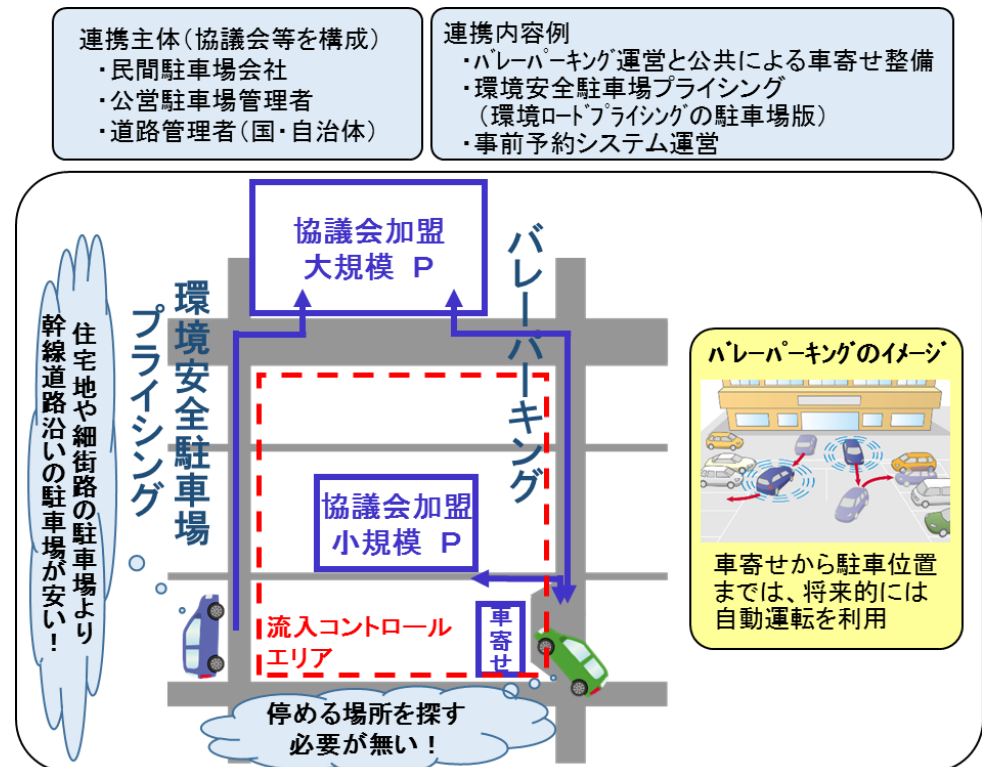 連携主体（協議会等を構成）
・民間駐車場会社
・公営駐車場管理者
・道路管理者（国・自治体）
連携内容例
・ﾊﾞﾚｰﾊﾟｰｷﾝｸﾞ運営と公共による車寄せ整備
・環境安全駐車場プライシング
（環境ﾛｰﾄﾞﾌﾟﾗｲｼﾝｸﾞの駐車場版）
・事前予約システム運営
住宅地や細街路の駐車場より
幹線道路沿いの駐車場が安い！
環境安全駐車場
プライシング
協議会加盟
大規模 Ｐ
バレーパーキング
協議会加盟
小規模 Ｐ
流入コントロール
エリア
車寄せ
停める場所を探す
必要が無い！
ﾊﾞﾚｰﾊﾟｰｷﾝｸﾞのｲﾒｰｼﾞ
車寄せから駐車位置
までは、将来的には
自動運転を利用